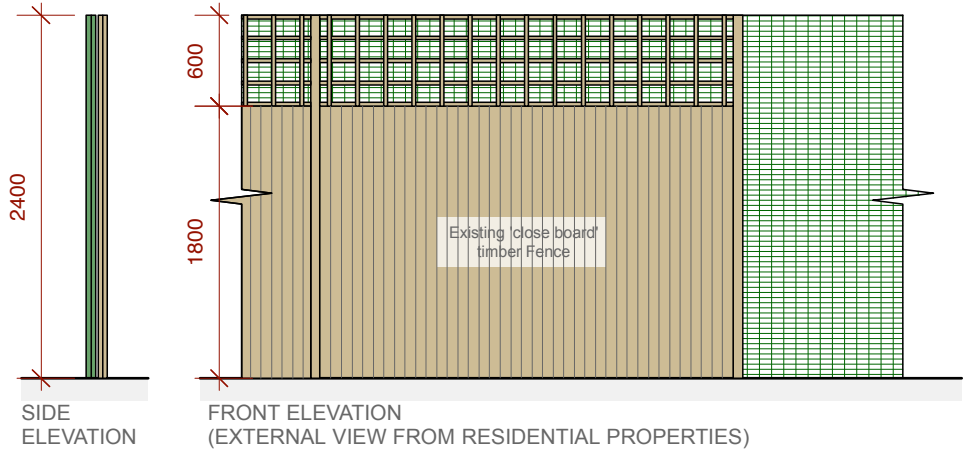 2400
600
1800
Existing 'close board'
timber Fence
SIDE
ELEVATION
FRONT ELEVATION
(EXTERNAL VIEW FROM RESIDENTIAL PROPERTIES)